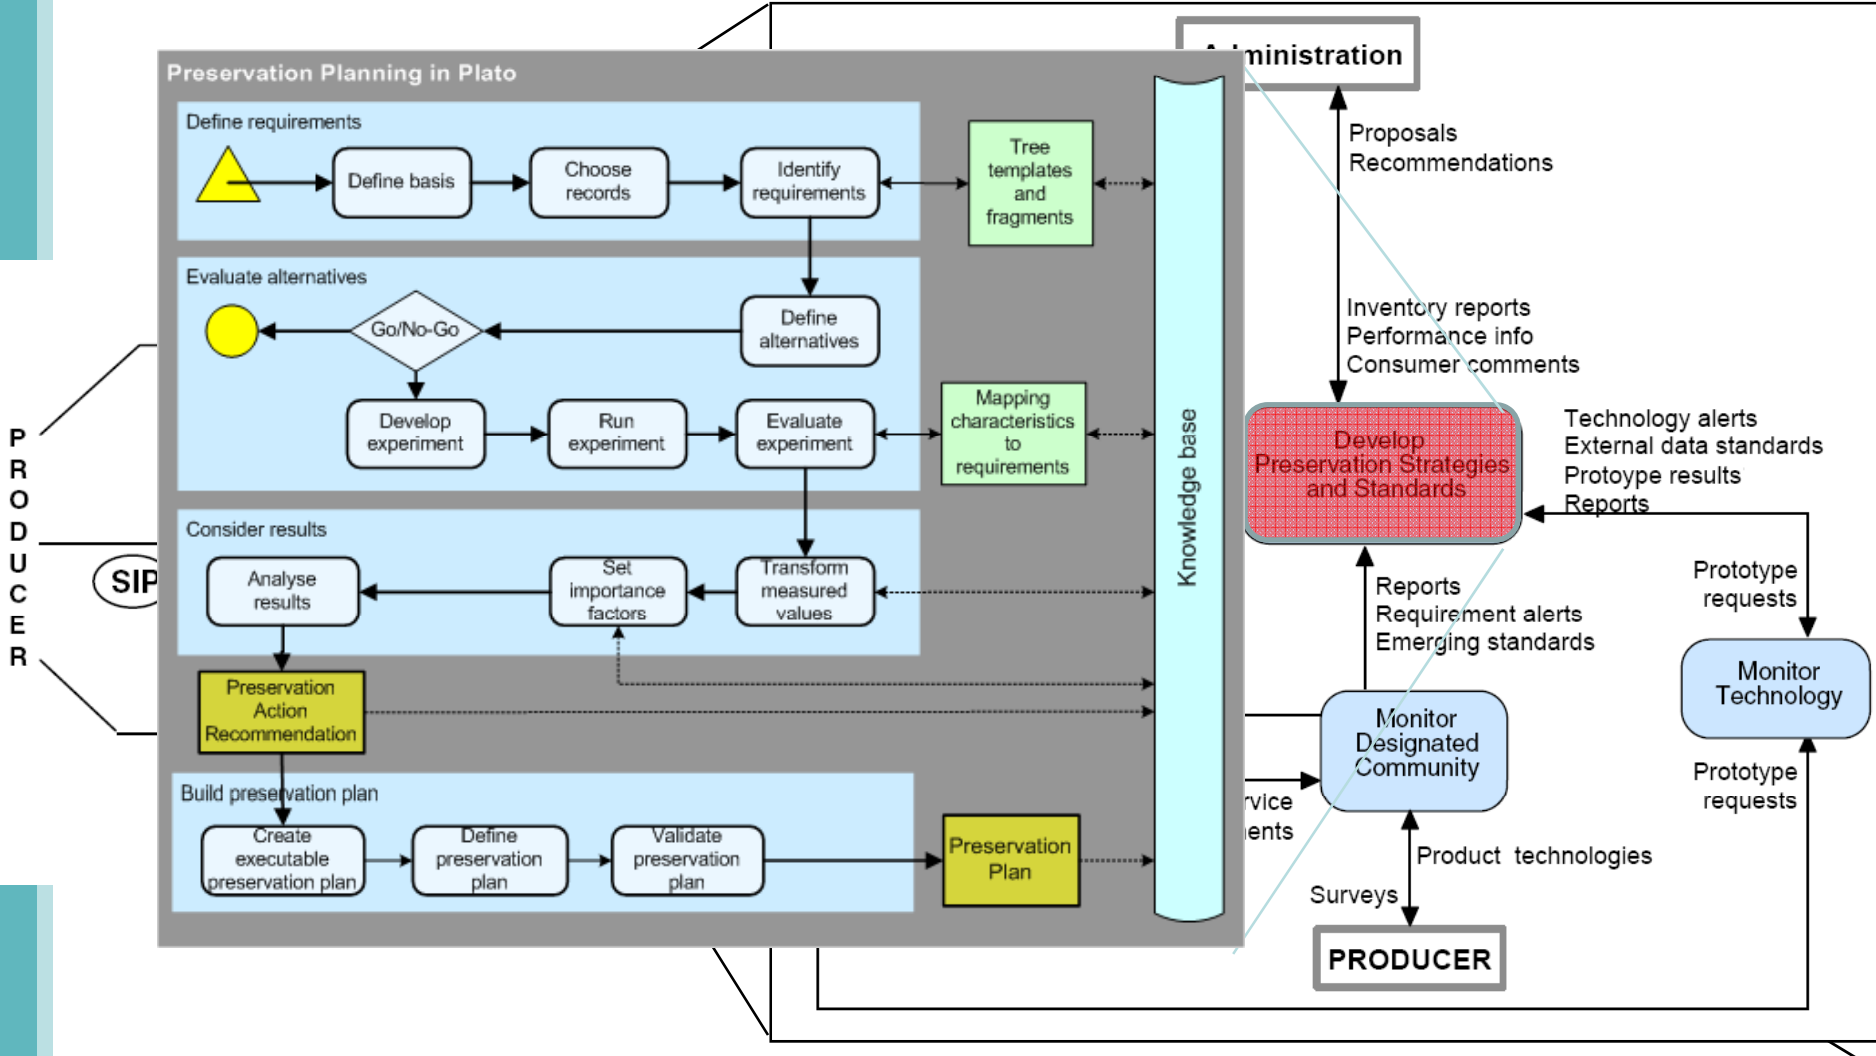 Preservation Planning in Plato
Define requirements
Define basis
Choose
records
Identify
requirements
Tree
templates
and
fragments
Evaluate alternatives
Go/No-Go
Define
alternatives
Develop
experiment
Run
experiment
Evaluate
experiment
Mapping
characteristics
to
requirements
Consider results
Analyse
results
Set
importance
factors
Transform
measured
values
Preservation
Action
Recommendation
Build preservation plan
Create
executable
preservation plan
Define
preservation
plan
Validate
preservation
plan
Preservation
Plan
Knowledge base
P
R
O
D
U
C
E
R
SIP
Administration
Proposals
Recommendations
Inventory reports
Performance info
Consumer comments
Develop
Preservation Strategies
and Standards
Technology alerts
External data standards
Protoype results
Reports
Reports
Requirement alerts
Emerging standards
Prototype
requests
Monitor
Technology
Monitor
Designated
Community
Prototype
requests
Product technologies
Surveys
PRODUCER